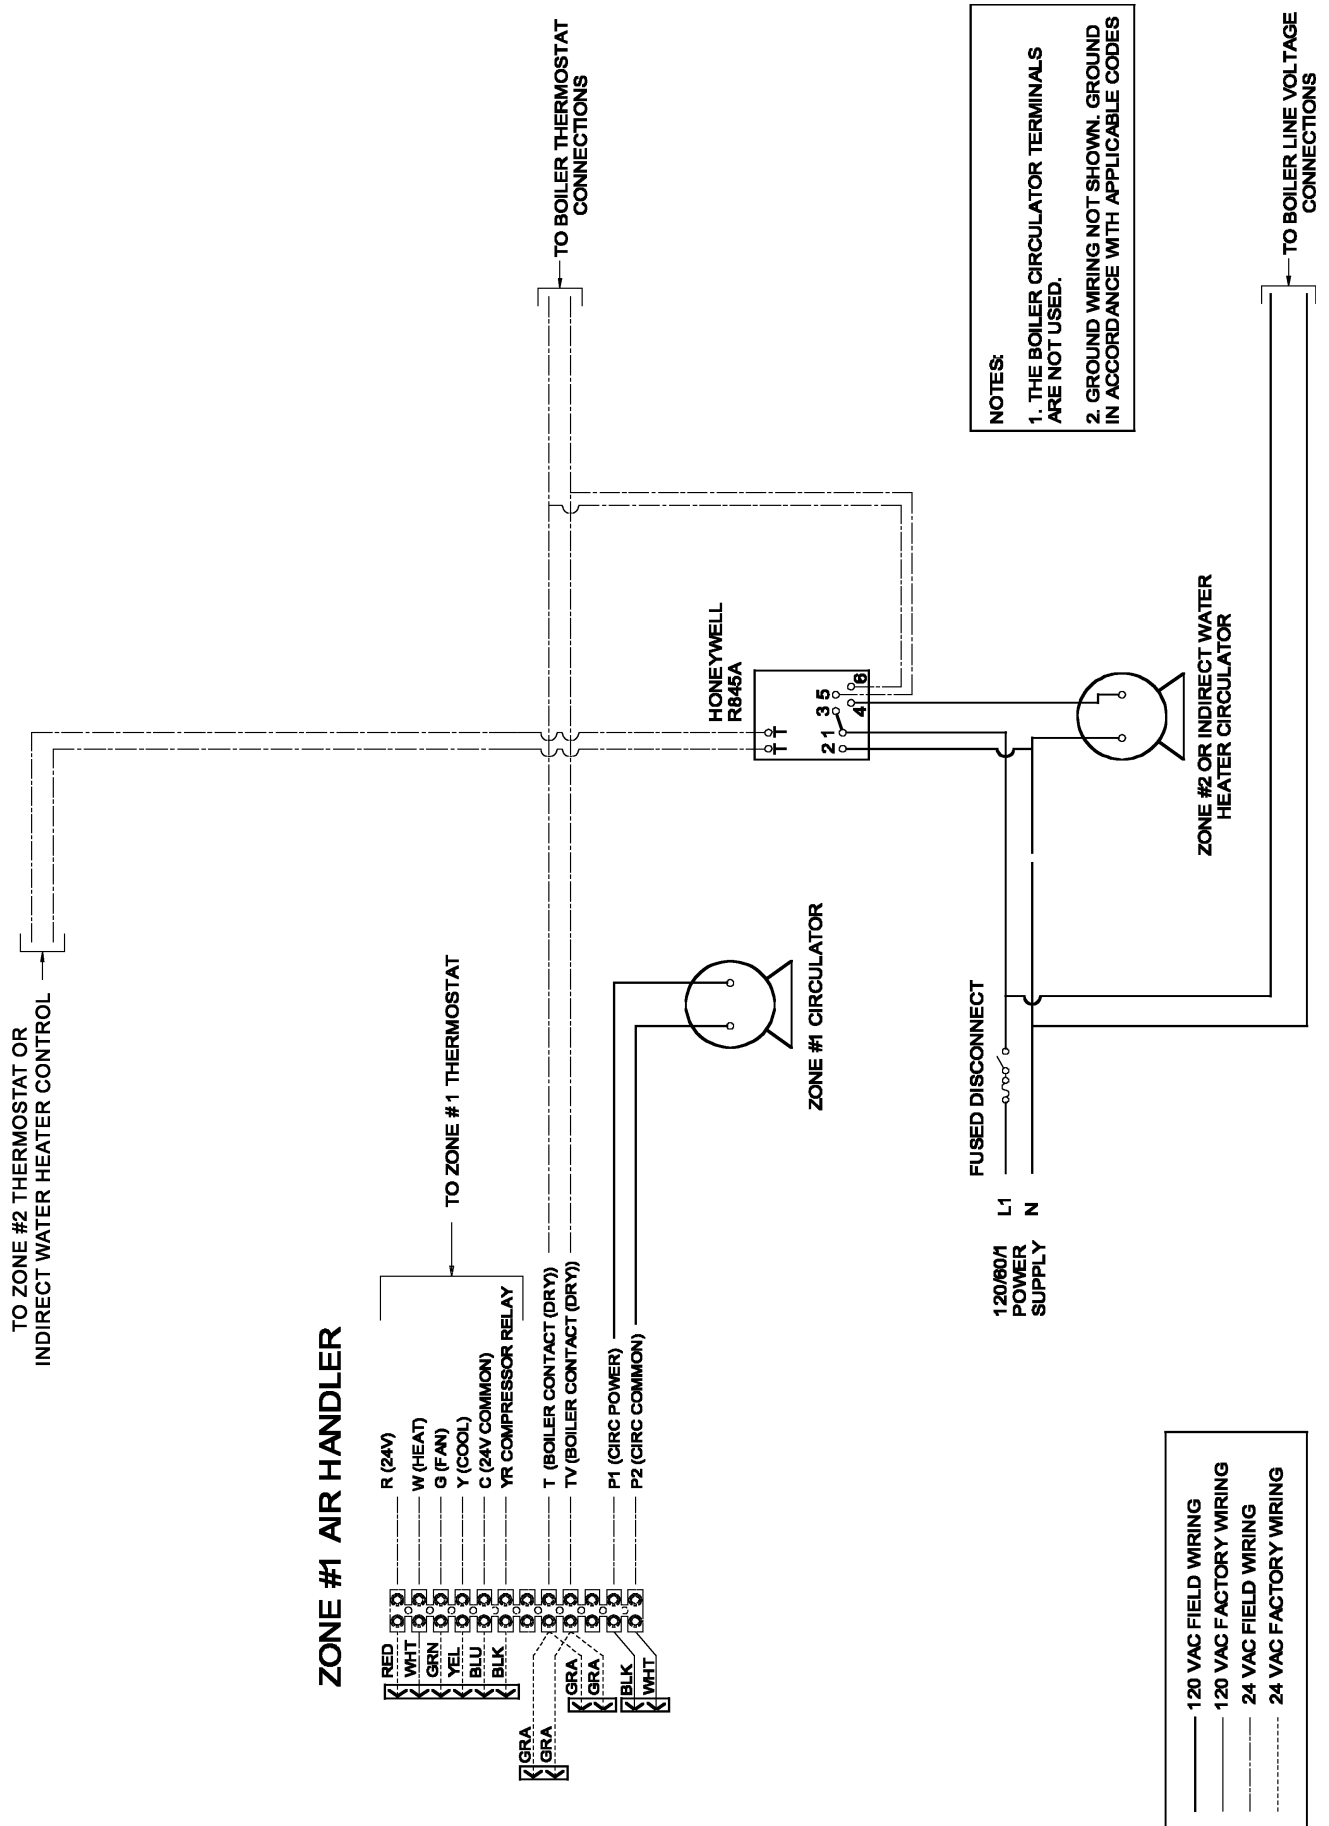 TO ZONE #2 THERMOSTAT OR
INDIRECT WATER HEATER CONTROL
ZONE #1 AIR HANDLER
TO ZONE #1 THERMOSTAT
R (24V)
W (HEAT)
G (FAN)
Y (COOL)
C (24V COMMON)
YR COMPRESSOR RELAY
T (BOILER CONTACT (DRY))
TV (BOILER CONTACT (DRY))
P1 (CIRC POWER)
P2 (CIRC COMMON)
RED
WHT
GRN
YEL
BLU
BLK
GRA
GRA
GRA
GRA
BLK
WHT
TO BOILER THERMOSTAT
CONNECTIONS
HONEYWELL
R845A
T
T
2 1 3 5
4 6
ZONE #1 CIRCULATOR
ZONE #2 OR INDIRECT WATER
HEATER CIRCULATOR
FUSED DISCONNECT
120/60/1
POWER
SUPPLY
L1
N
NOTES:
1. THE BOILER CIRCULATOR TERMINALS
ARE NOT USED.
2. GROUND WIRING NOT SHOWN. GROUND
IN ACCORDANCE WITH APPLICABLE CODES
TO BOILER LINE VOLTAGE
CONNECTIONS
120 VAC FIELD WIRING
120 VAC FACTORY WIRING
24 VAC FIELD WIRING
24 VAC FACTORY WIRING